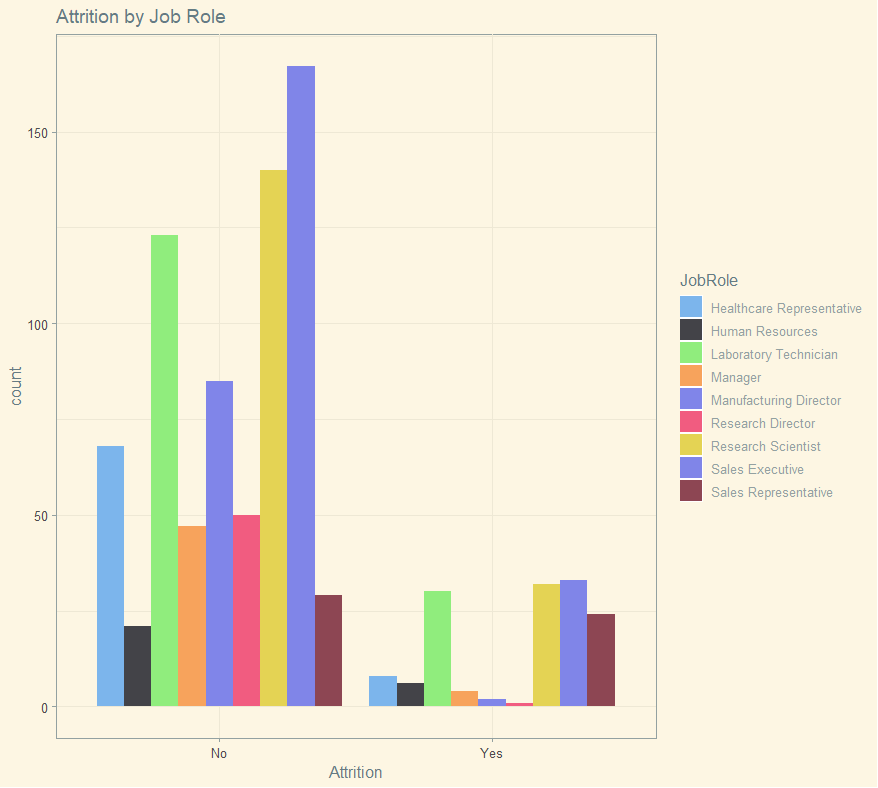 Attrition by Job Role
150
100
50
0
count
No
Yes
Attrition
JobRole
Healthcare Representative
Human Resources
Laboratory Technician
Manager
Manufacturing Director
Research Director
Research Scientist
Sales Executive
Sales Representative